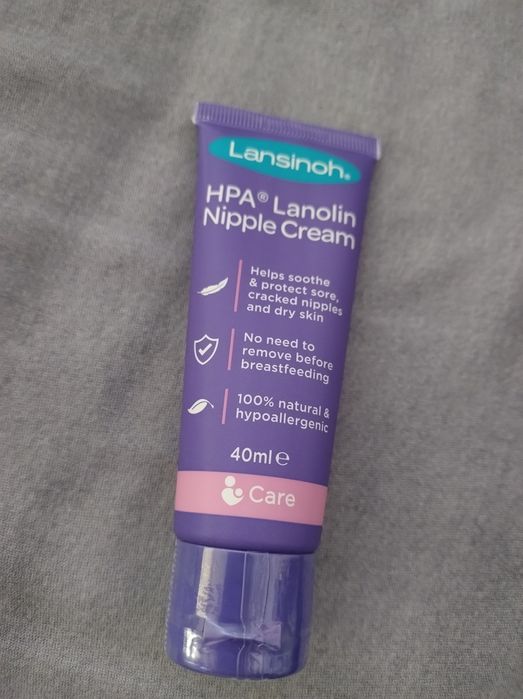 Lansinoh®
HPA® Lanolin
Nipple Cream
Helps soothe
& protect sore,
cracked nipples
and dry skin
No need to
remove before
breastfeeding
100% natural &
hypoallergenic
40ml ℮
Care